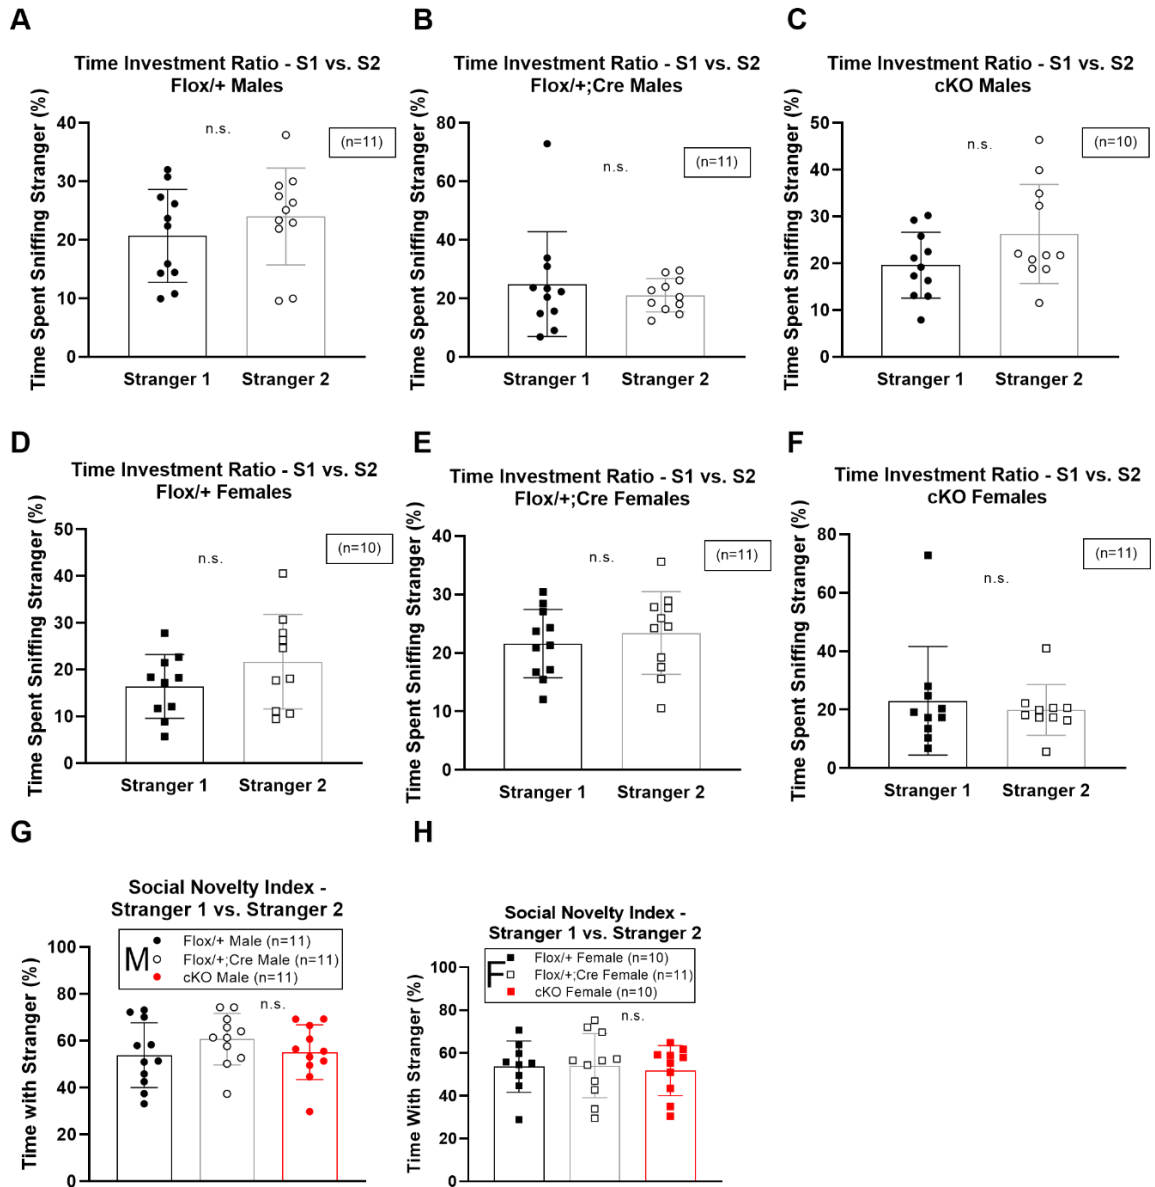 A
Time Investment Ratio - S1 vs. S2
Flox/+ Males
Time Spent Sniffing Stranger (%)
40
30
20
10
0
n.s.
(n=11)
Stranger 1
Stranger 2
B
Time Investment Ratio - S1 vs. S2
Flox/+;Cre Males
Time Spent Sniffing Stranger (%)
80
60
40
20
0
n.s.
(n=11)
Stranger 1
Stranger 2
C
Time Investment Ratio - S1 vs. S2
cKO Males
Time Spent Sniffing Stranger (%)
50
40
30
20
10
0
n.s.
(n=10)
Stranger 1
Stranger 2
D
Time Investment Ratio - S1 vs. S2
Flox/+ Females
Time Spent Sniffing Stranger (%)
50
40
30
20
10
0
n.s.
(n=10)
Stranger 1
Stranger 2
E
Time Investment Ratio - S1 vs. S2
Flox/+;Cre Females
Time Spent Sniffing Stranger (%)
40
30
20
10
0
n.s.
(n=11)
Stranger 1
Stranger 2
F
Time Investment Ratio - S1 vs. S2
cKO Females
Time Spent Sniffing Stranger (%)
80
60
40
20
0
n.s.
(n=11)
Stranger 1
Stranger 2
G
Social Novelty Index -
Stranger 1 vs. Stranger 2
Time with Stranger (%)
100
80
60
40
20
0
M
Flox/+ Male (n=11)
Flox/+;Cre Male (n=11)
cKO Male (n=11)
n.s.
H
Social Novelty Index -
Stranger 1 vs. Stranger 2
Time With Stranger (%)
100
80
60
40
20
0
F
Flox/+ Female (n=10)
Flox/+;Cre Female (n=11)
cKO Female (n=10)
n.s.